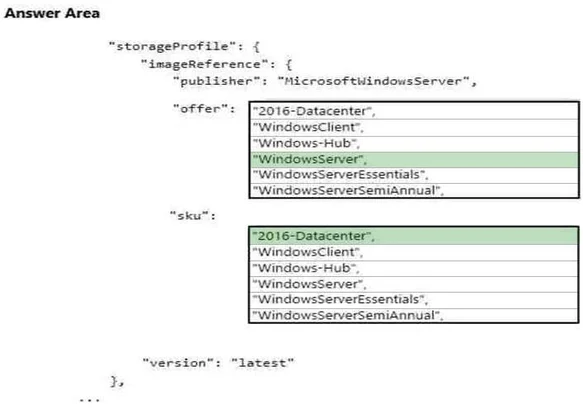 Answer Area
"storageProfile": {
"imageReference": {
"publisher": "MicrosoftWindowsServer",
"offer":
"2016-Datacenter",
"WindowsClient",
"Windows-Hub",
"WindowsServer",
"WindowsServerEssentials",
"WindowsServerSemiAnnual",
"sku":
"2016-Datacenter",
"WindowsClient",
"Windows-Hub",
"WindowsServer",
"WindowsServerEssentials",
"WindowsServerSemiAnnual",
"version": "latest"
},
...